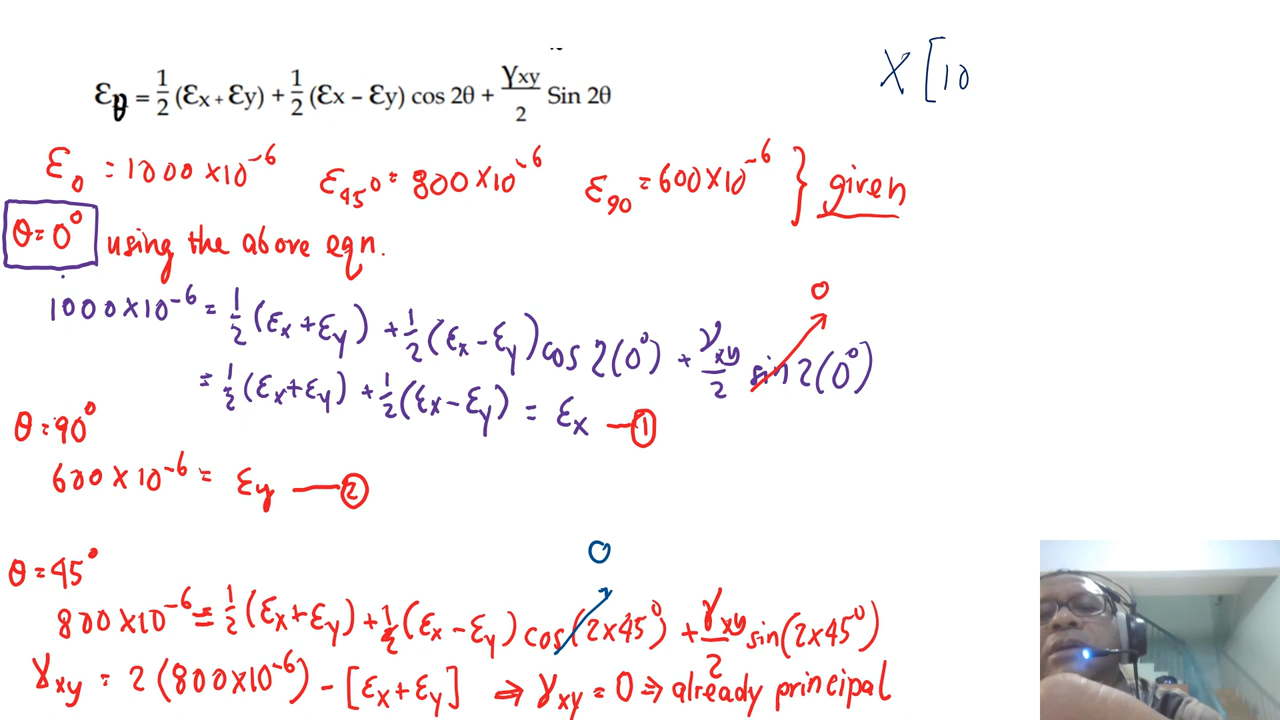 εθ = 1/2 (εx + εy) + 1/2 (εx – εy) cos 2θ + γxy/2 Sin 2θ
X [10
ε0 = 1000 × 10^-6 ε45° = 800 × 10^-6 ε90 = 600 × 10^-6 } given
θ = 0° using the above eqn.
0
1000 × 10^-6 = 1/2 (εx + εy) + 1/2 (εx - εy) cos 2(0°) + γxy/2 sin 2(0°)
= 1/2 (εx + εy) + 1/2 (εx - εy) = εx — ①
θ = 90°
600 × 10^-6 = εy — ②
0
θ = 45°
800 × 10^-6 = 1/2 (εx + εy) + 1/2 (εx - εy) cos (2 × 45°) + γxy/2 sin (2 × 45°)
γxy = 2 (800 × 10^-6) - [εx + εy] ⇒ γxy = 0 ⇒ already principal